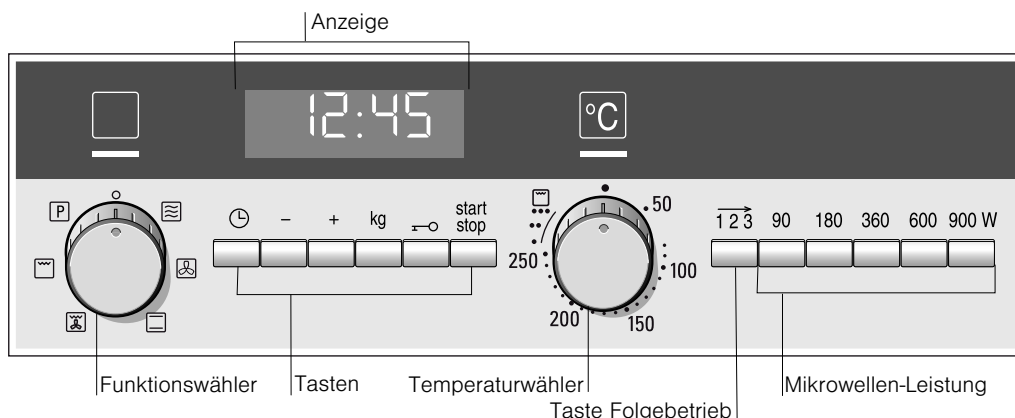 Anzeige
12:45
°C
P
− + kg start stop
50
100
150
200
250
1 2 3 90 180 360 600 900 W
Funktionswähler Tasten Temperaturwähler Mikrowellen-Leistung
Taste Folgebetrieb